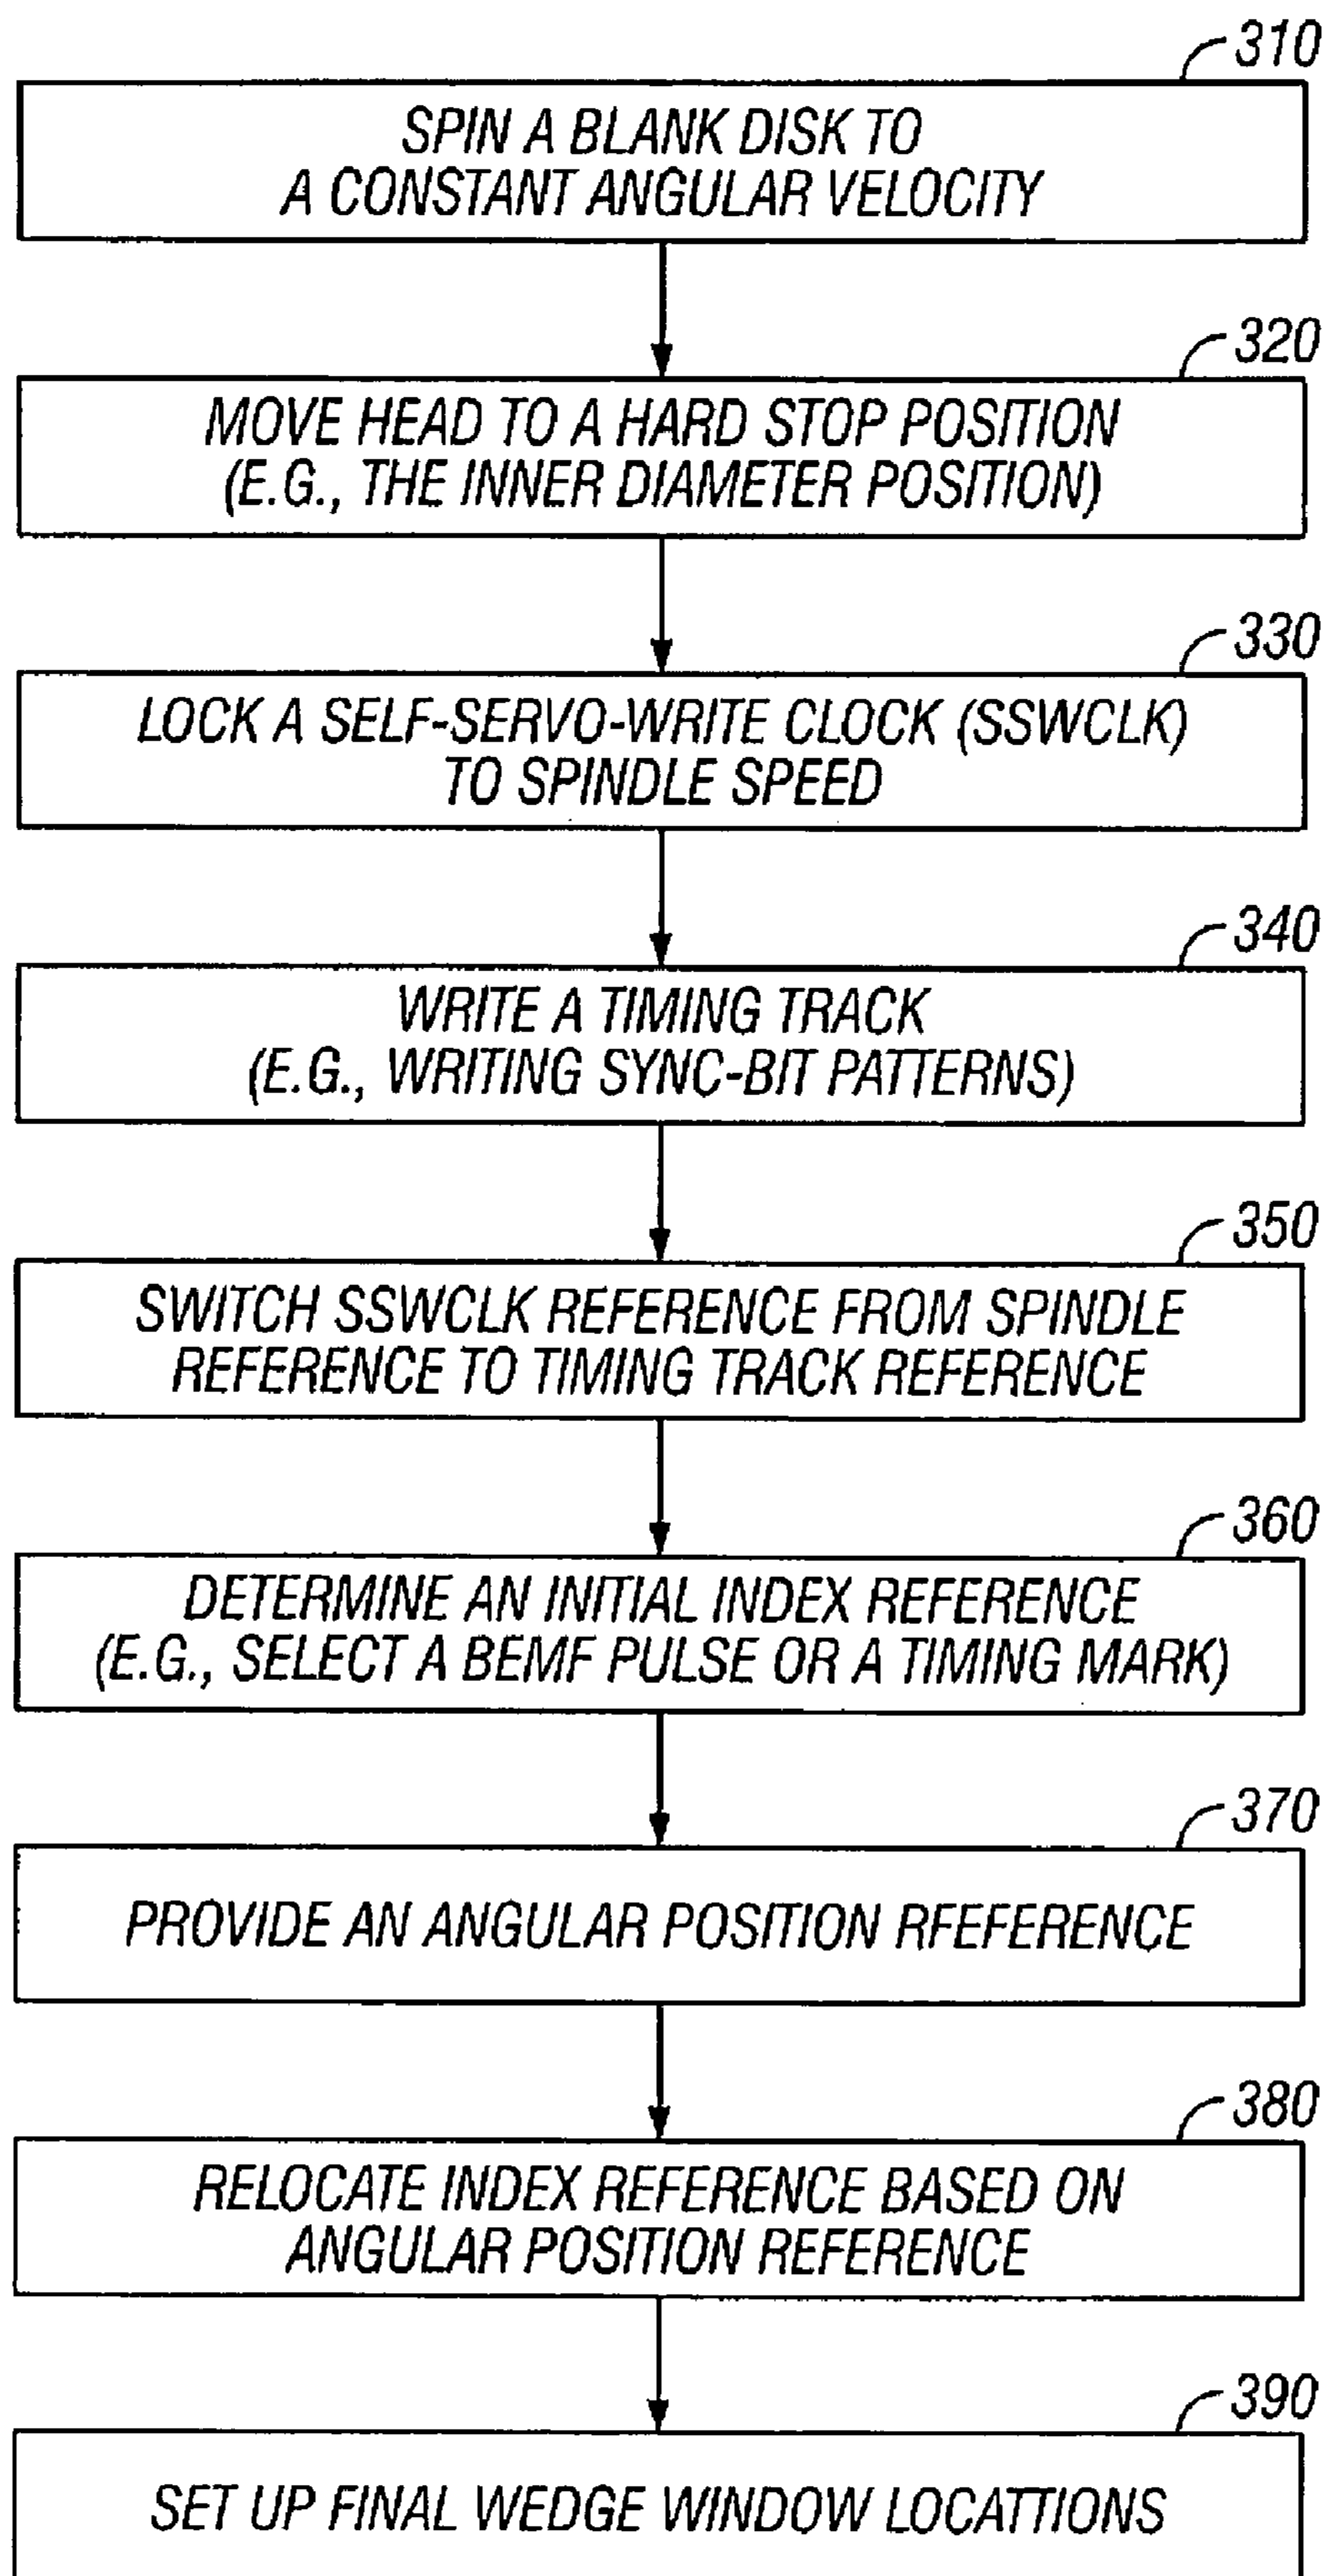 310
SPIN A BLANK DISK TO
A CONSTANT ANGULAR VELOCITY
320
MOVE HEAD TO A HARD STOP POSITION
(E.G., THE INNER DIAMETER POSITION)
330
LOCK A SELF-SERVO-WRITE CLOCK (SSWCLK)
TO SPINDLE SPEED
340
WRITE A TIMING TRACK
(E.G., WRITING SYNC-BIT PATTERNS)
350
SWITCH SSWCLK REFERENCE FROM SPINDLE
REFERENCE TO TIMING TRACK REFERENCE
360
DETERMINE AN INITIAL INDEX REFERENCE
(E.G., SELECT A BEMF PULSE OR A TIMING MARK)
370
PROVIDE AN ANGULAR POSITION RFEFERENCE
380
RELOCATE INDEX REFERENCE BASED ON
ANGULAR POSITION REFERENCE
390
SET UP FINAL WEDGE WINDOW LOCATTIONS